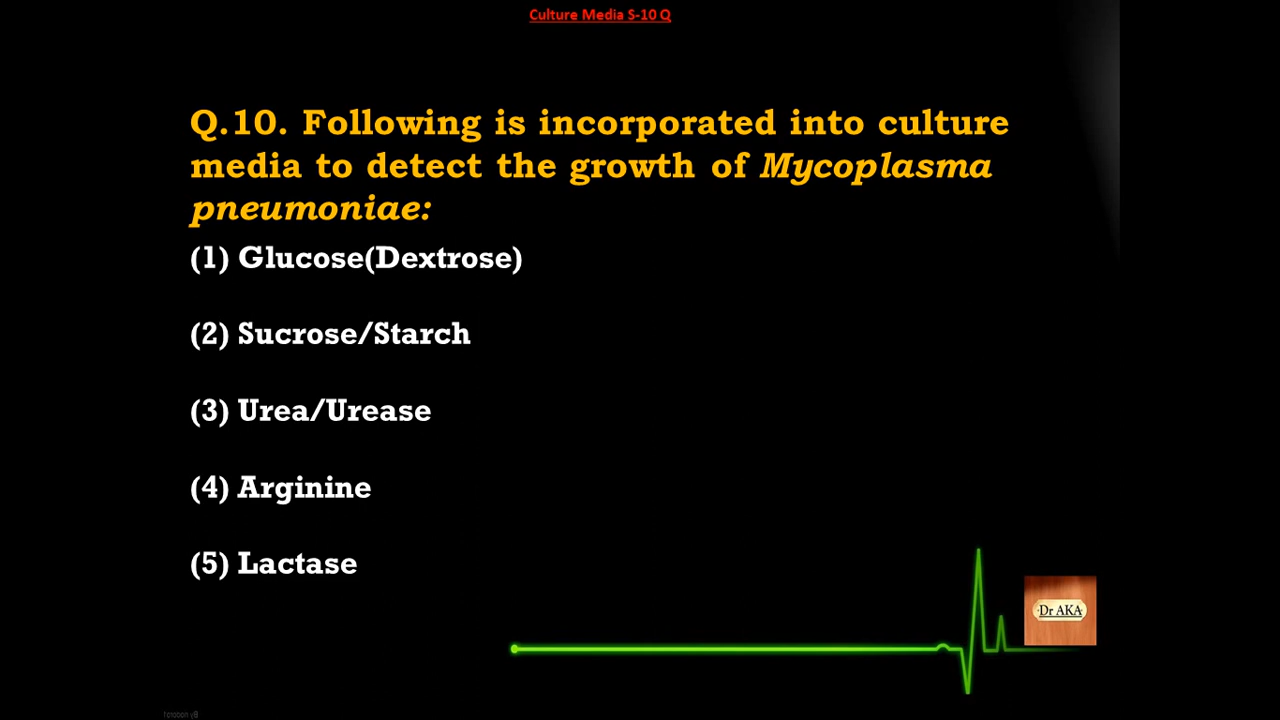 Culture Media S-10 Q
Q.10. Following is incorporated into culture
media to detect the growth of Mycoplasma
pneumoniae:
(1) Glucose(Dextrose)
(2) Sucrose/Starch
(3) Urea/Urease
(4) Arginine
(5) Lactase
Dr AKA